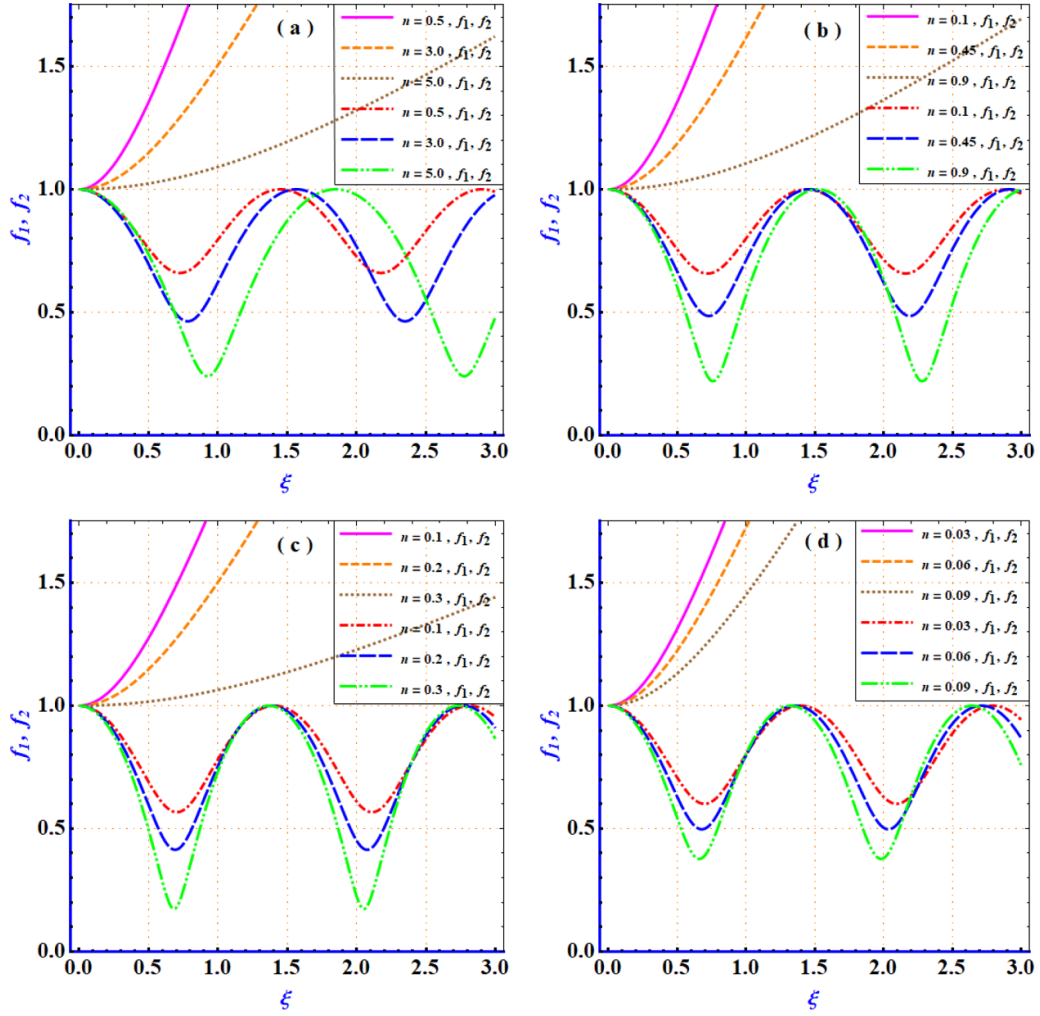 ( a )
n = 0.5 , f1, f2
n = 3.0 , f1, f2
n = 5.0 , f1, f2
n = 0.5 , f1, f2
n = 3.0 , f1, f2
n = 5.0 , f1, f2
1.5
1.0
0.5
0.0
f1, f2
0.0 0.5 1.0 1.5 2.0 2.5 3.0
ξ
( b )
n = 0.1, f1, f2
n = 0.45, f1, f2
n = 0.9, f1, f2
n = 0.1, f1, f2
n = 0.45, f1, f2
n = 0.9, f1, f2
1.5
1.0
0.5
0.0
f1, f2
0.0 0.5 1.0 1.5 2.0 2.5 3.0
ξ
( c )
n = 0.1 , f1, f2
n = 0.2 , f1, f2
n = 0.3 , f1, f2
n = 0.1 , f1, f2
n = 0.2 , f1, f2
n = 0.3 , f1, f2
1.5
1.0
0.5
0.0
f1, f2
0.0 0.5 1.0 1.5 2.0 2.5 3.0
ξ
( d )
n = 0.03, f1, f2
n = 0.06, f1, f2
n = 0.09, f1, f2
n = 0.03, f1, f2
n = 0.06, f1, f2
n = 0.09, f1, f2
1.5
1.0
0.5
0.0
f1, f2
0.0 0.5 1.0 1.5 2.0 2.5 3.0
ξ